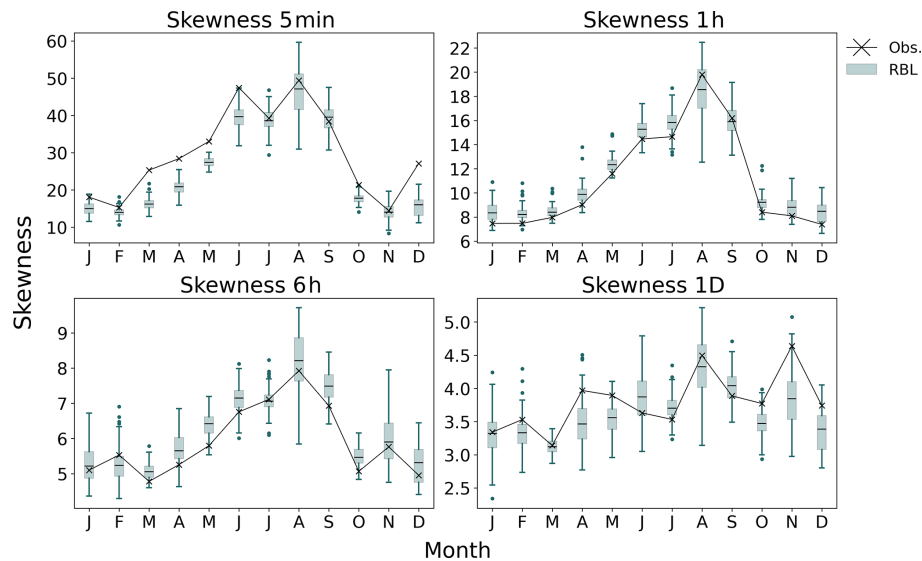 Skewness 5min
Skewness 1h
60
50
40
30
20
10
J F M A M J J A S O N D
22
20
18
16
14
12
10
8
6
J F M A M J J A S O N D
Obs.
RBL
Skewness
Skewness 6h
Skewness 1D
9
8
7
6
5
J F M A M J J A S O N D
5.0
4.5
4.0
3.5
3.0
2.5
J F M A M J J A S O N D
Month